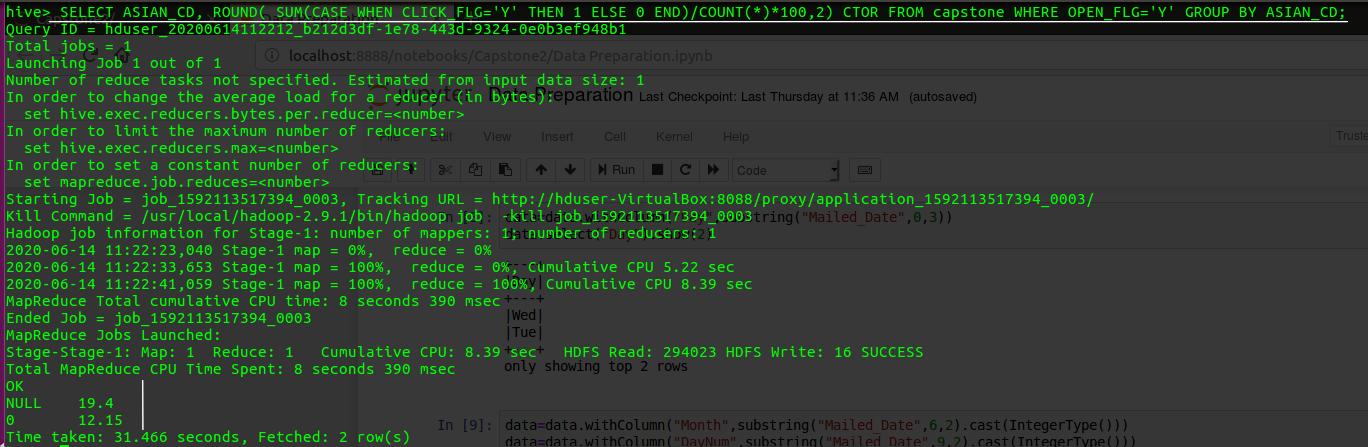 hive> SELECT ASIAN_CD, ROUND( SUM(CASE WHEN CLICK_FLG='Y' THEN 1 ELSE 0 END)/COUNT(*)*100,2) CTOR FROM capstone WHERE OPEN_FLG='Y' GROUP BY ASIAN_CD;
Query ID = hduser_20200614112212_b212d3df-1e78-443d-9324-0e0b3ef948b1
Total jobs = 1
Launching Job 1 out of 1
localhost:8888/notebooks/Capstone2/Data Preparation.ipynb
Number of reduce tasks not specified. Estimated from input data size: 1
In order to change the average load for a reducer (in bytes):
Jupyter Data Preparation Last Checkpoint: Last Thursday at 11:36 AM (autosaved)
set hive.exec.reducers.bytes.per.reducer=<number>
In order to limit the maximum number of reducers:
Edit View Insert Cell Kernel Help Truste
set hive.exec.reducers.max=<number>
In order to set a constant number of reducers:
Run Code
set mapreduce.job.reduces=<number>
Starting Job = job_1592113517394_0003, Tracking URL = http://hduser-VirtualBox:8088/proxy/application_1592113517394_0003/
Kill Command = /usr/local/hadoop-2.9.1/bin/hadoop job  -kill job_1592113517394_0003
string("Mailed_Date",0,3))
Hadoop job information for Stage-1: number of mappers: 1; number of reducers: 1
2020-06-14 11:22:23,040 Stage-1 map = 0%,  reduce = 0%
2020-06-14 11:22:33,653 Stage-1 map = 100%,  reduce = 0%, Cumulative CPU 5.22 sec
2020-06-14 11:22:41,059 Stage-1 map = 100%,  reduce = 100%, Cumulative CPU 8.39 sec
MapReduce Total cumulative CPU time: 8 seconds 390 msec
+----+
Ended Job = job_1592113517394_0003
|Wed|
MapReduce Jobs Launched:
|Tue|
Stage-Stage-1: Map: 1  Reduce: 1   Cumulative CPU: 8.39 sec   HDFS Read: 294023 HDFS Write: 16 SUCCESS
Total MapReduce CPU Time Spent: 8 seconds 390 msec
only showing top 2 rows
OK
NULL    19.4
0       12.15
In [9]: data=data.withColumn("Month",substring("Mailed_Date",6,2).cast(IntegerType()))
Time taken: 31.466 seconds, Fetched: 2 row(s)
data=data.withColumn("DayNum",substring("Mailed_Date",9,2).cast(IntegerType()))